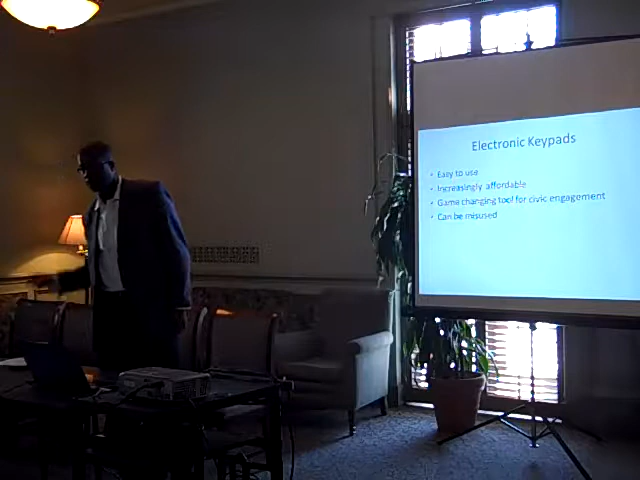 Electronic Keypads
• Easy to use
• Increasingly affordable
• Game changing tool for civic engagement
• Can be misused